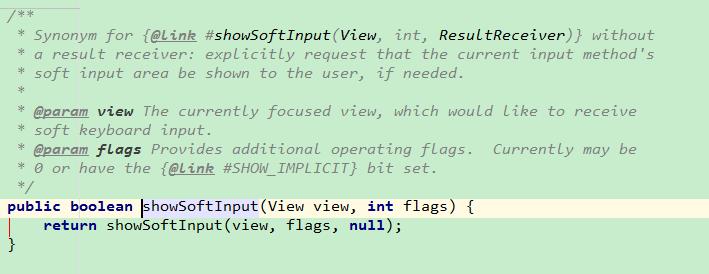 /**
 * Synonym for {@link #showSoftInput(View, int, ResultReceiver)} without
 * a result receiver: explicitly request that the current input method's
 * soft input area be shown to the user, if needed.
 *
 * @param view The currently focused view, which would like to receive
 * soft keyboard input.
 * @param flags Provides additional operating flags.  Currently may be
 * 0 or have the {@link #SHOW_IMPLICIT} bit set.
 */
public boolean showSoftInput(View view, int flags) {
    return showSoftInput(view, flags, null);
}